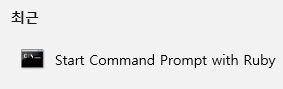 최근
Start Command Prompt with Ruby